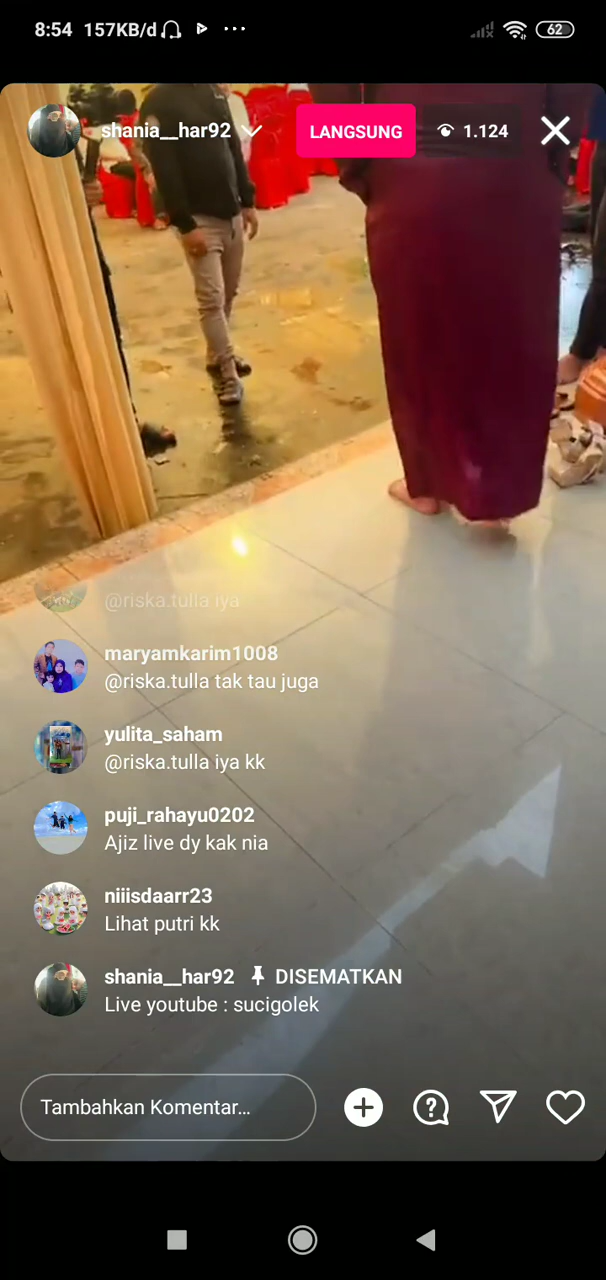 8:54 157KB/d
62
shania__har92
LANGSUNG
1.124
@riska.tulla iya
maryamkarim1008
@riska.tulla tak tau juga
yulita_saham
@riska.tulla iya kk
puji_rahayu0202
Ajiz live dy kak nia
niiisdaarr23
Lihat putri kk
shania__har92 DISEMATKAN
Live youtube : sucigolek
Tambahkan Komentar...